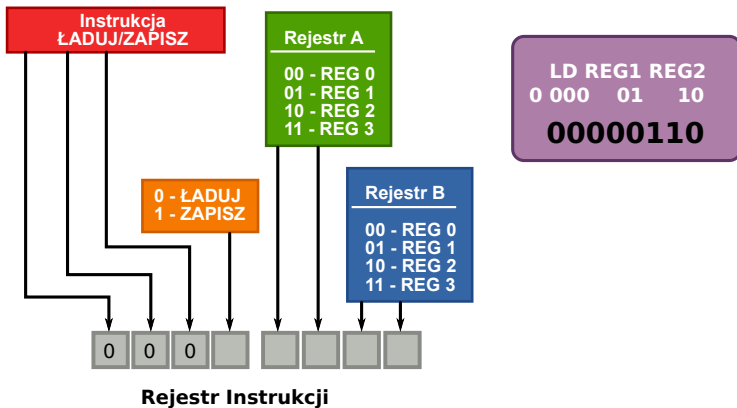 Instrukcja
ŁADUJ/ZAPISZ
Rejestr A
00 - REG 0
01 - REG 1
10 - REG 2
11 - REG 3
LD REG1 REG2
0 000 01 10
00000110
0 - ŁADUJ
1 - ZAPISZ
Rejestr B
00 - REG 0
01 - REG 1
10 - REG 2
11 - REG 3
0 0 0
Rejestr Instrukcji